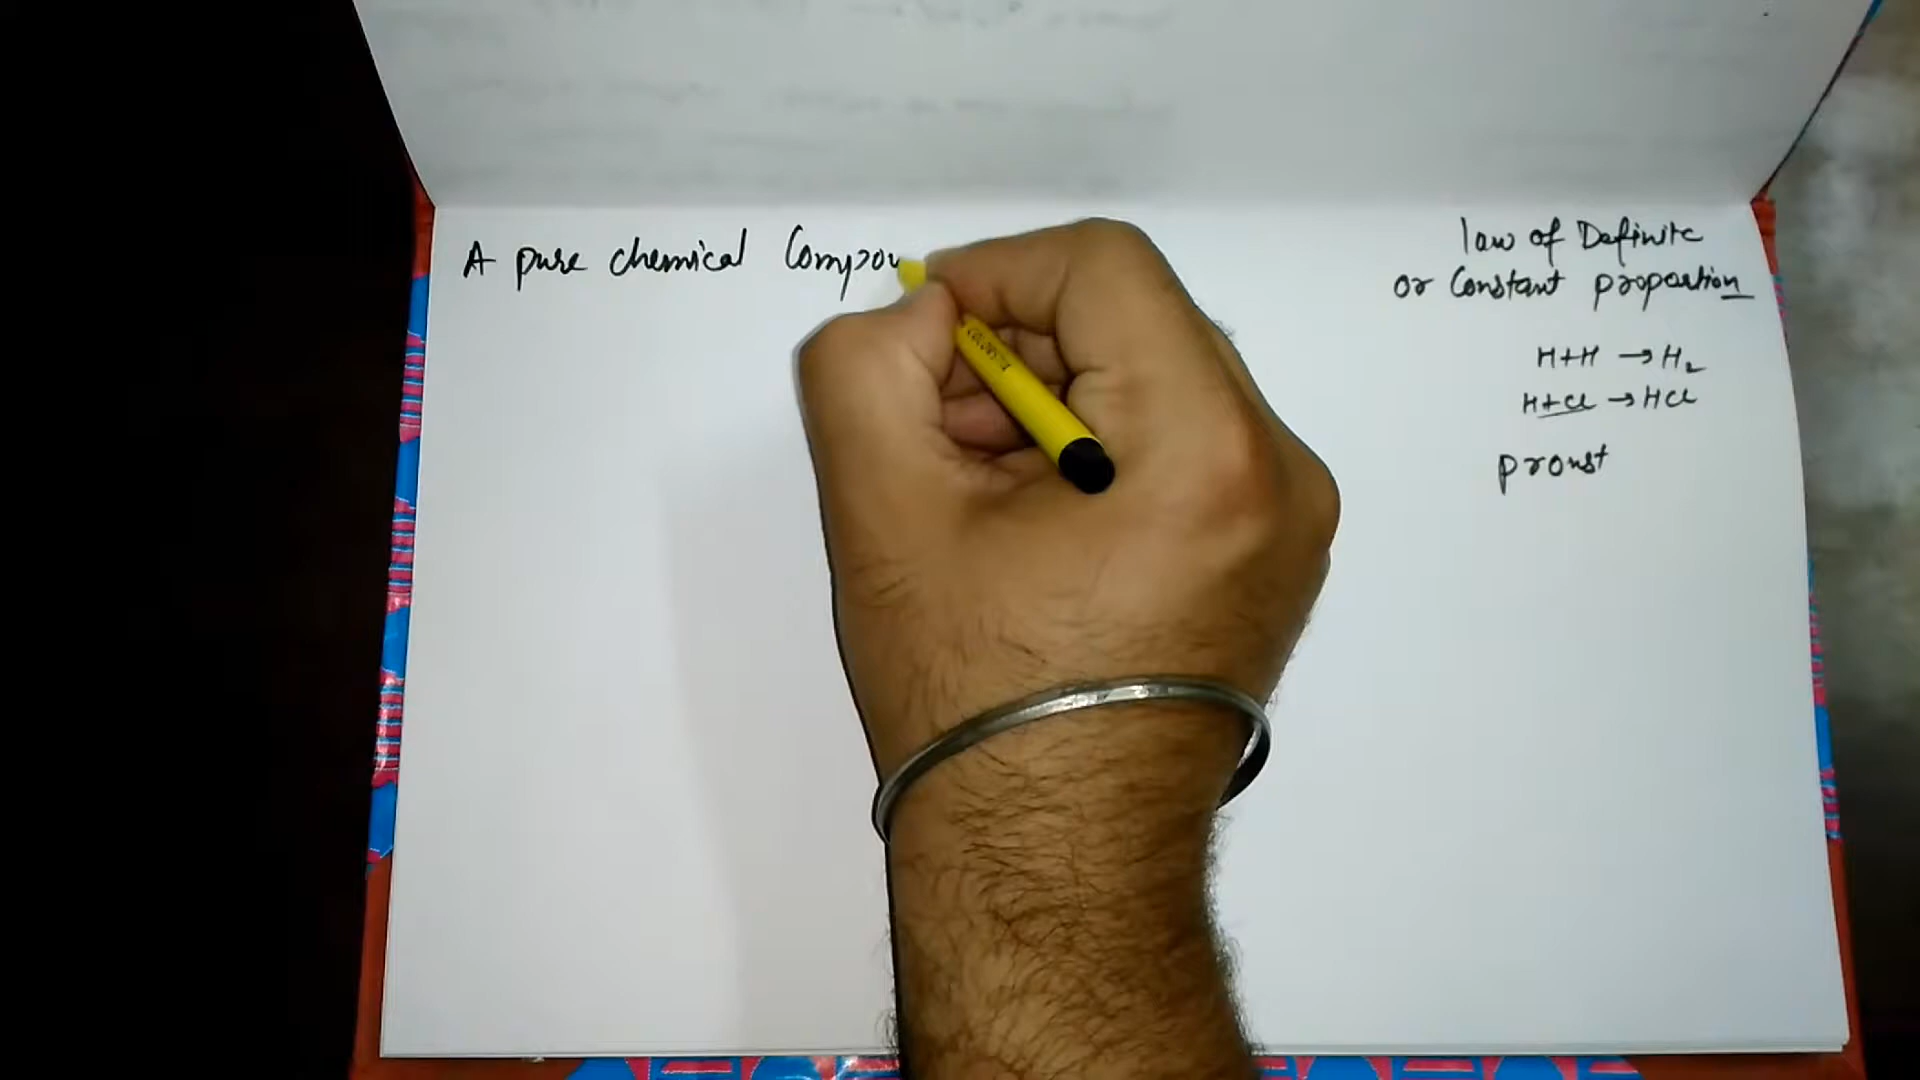 A pure chemical Compou
law of Definite
or Constant proportion
H+H → H₂
H+Cl → HCl
Proust